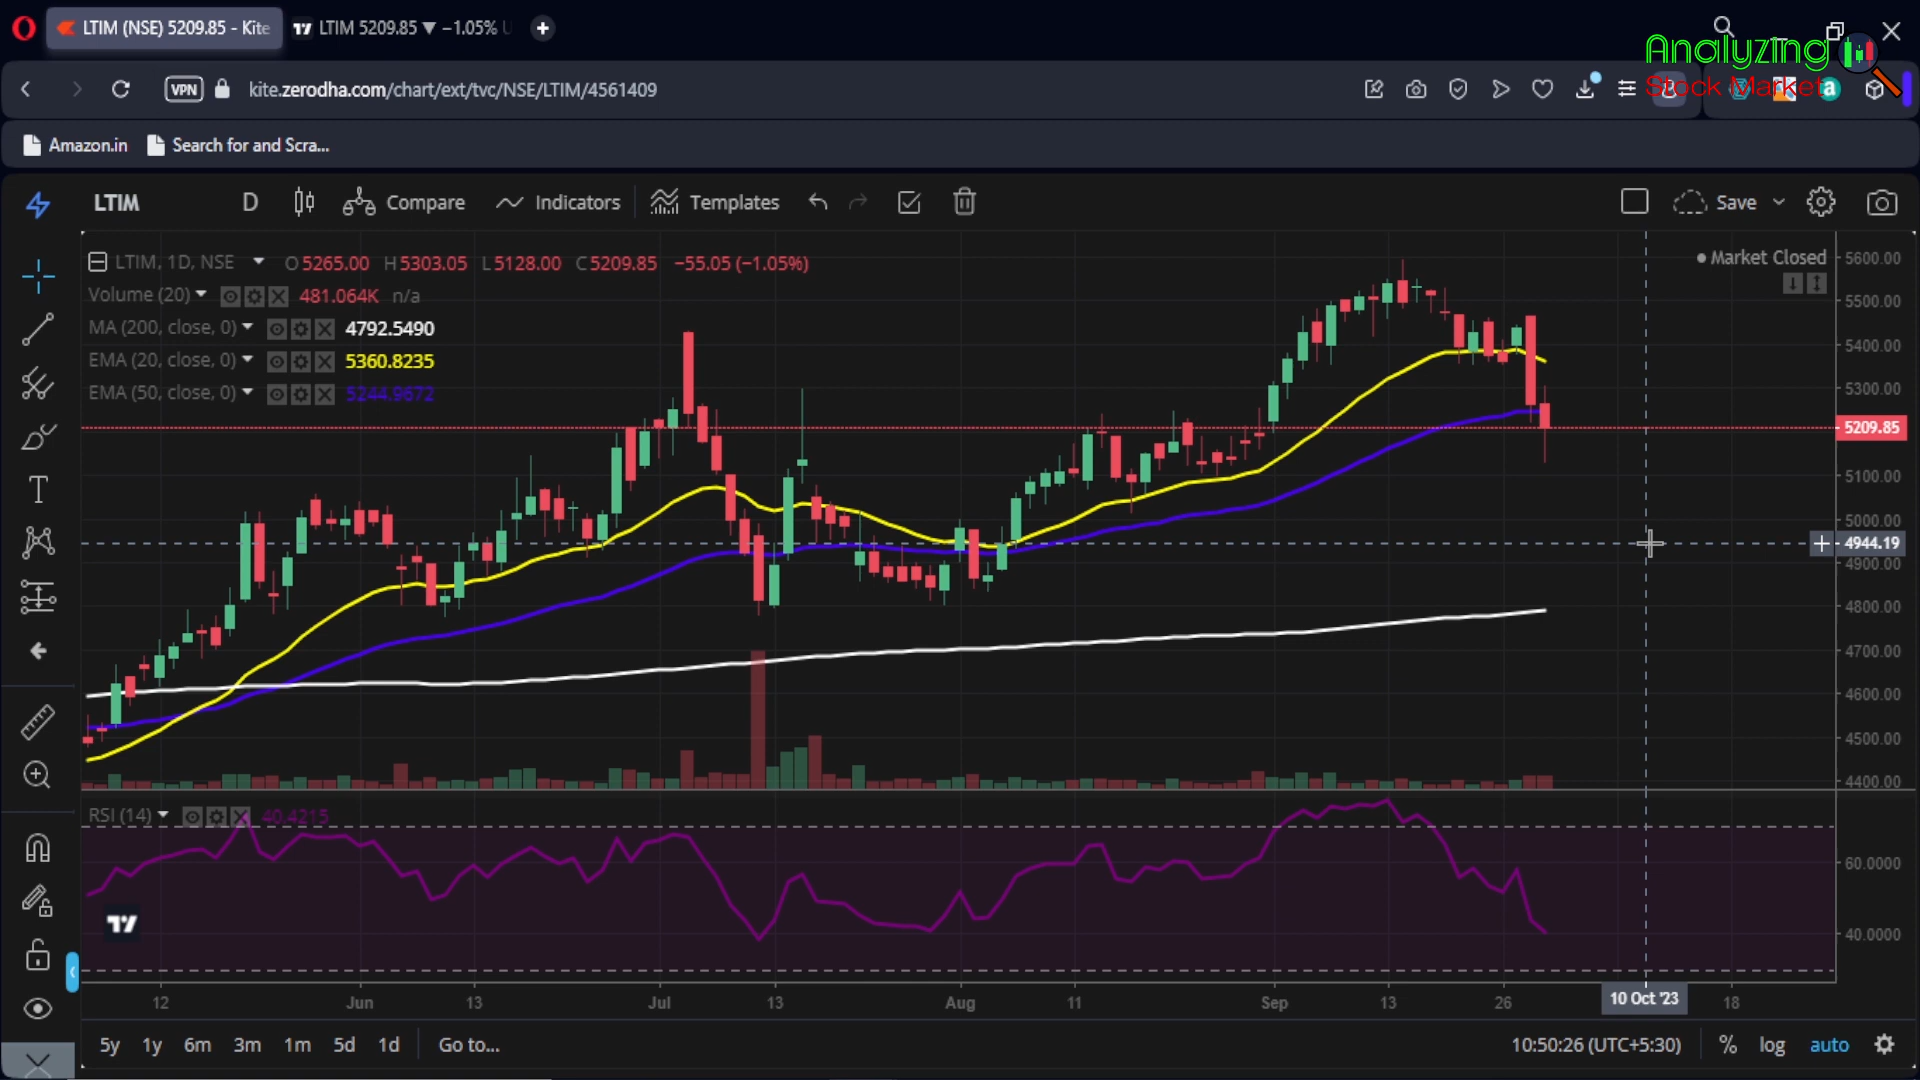 LTIM (NSE) 5209.85 - Kite
LTIM 5209.85 ▼ −1.05% U
Analyzing
Stock Market
VPN
kite.zerodha.com/chart/ext/tvc/NSE/LTIM/4561409
Amazon.in
Search for and Scra...
LTIM D Compare Indicators Templates Save
LTIM, 1D, NSE O5265.00 H5303.05 L5128.00 C5209.85 −55.05 (−1.05%)
Market Closed
Volume (20) 481.064K n/a
MA (200, close, 0) 4792.5490
EMA (20, close, 0) 5360.8235
EMA (50, close, 0) 5244.9672
5600.00
5500.00
5400.00
5300.00
5209.85
5100.00
5000.00
4944.19
4900.00
4800.00
4700.00
4600.00
4500.00
4400.00
RSI (14) 40.4215
60.0000
40.0000
12 Jun 13 Jul 13 Aug 11 Sep 13 26 10 Oct '23 18
5y 1y 6m 3m 1m 5d 1d Go to... 10:50:26 (UTC+5:30) % log auto